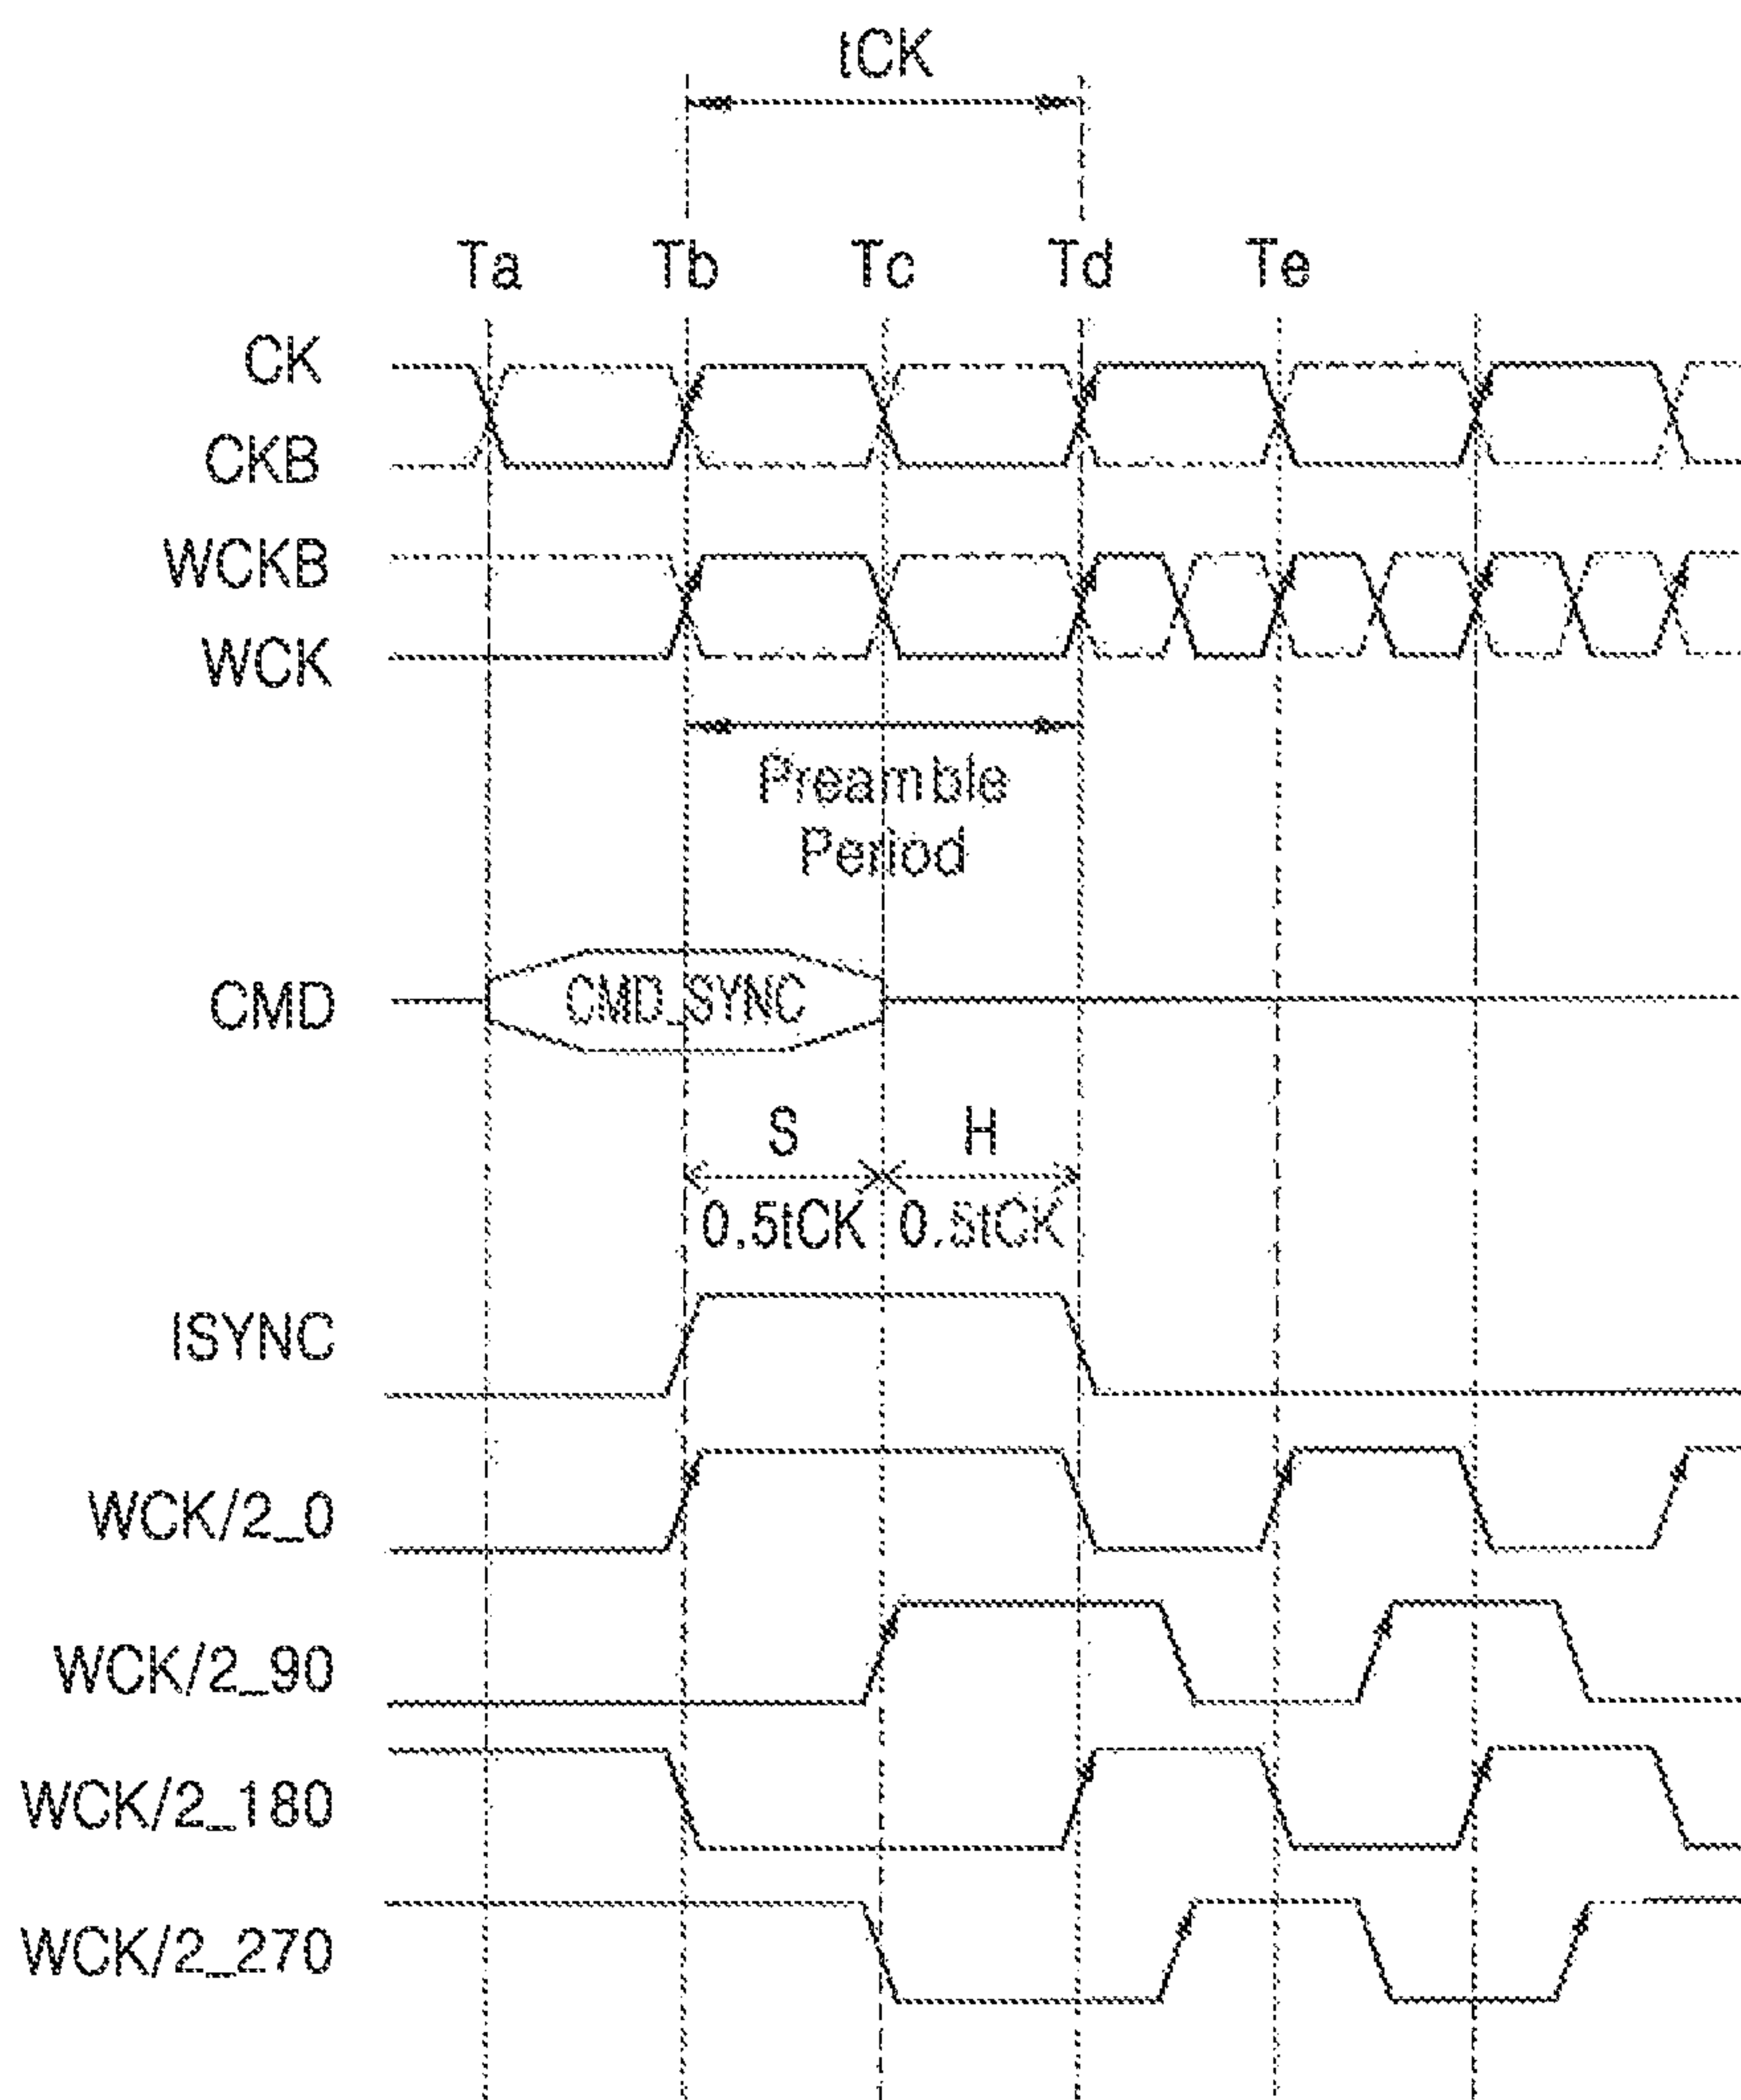 tCK
Ta Tb Tc Td Te
CK
CKB
WCKB
WCK
Preamble
Period
CMD CMD_SYNC
S H
0.5tCK 0.5tCK
ISYNC
WCK/2_0
WCK/2_90
WCK/2_180
WCK/2_270